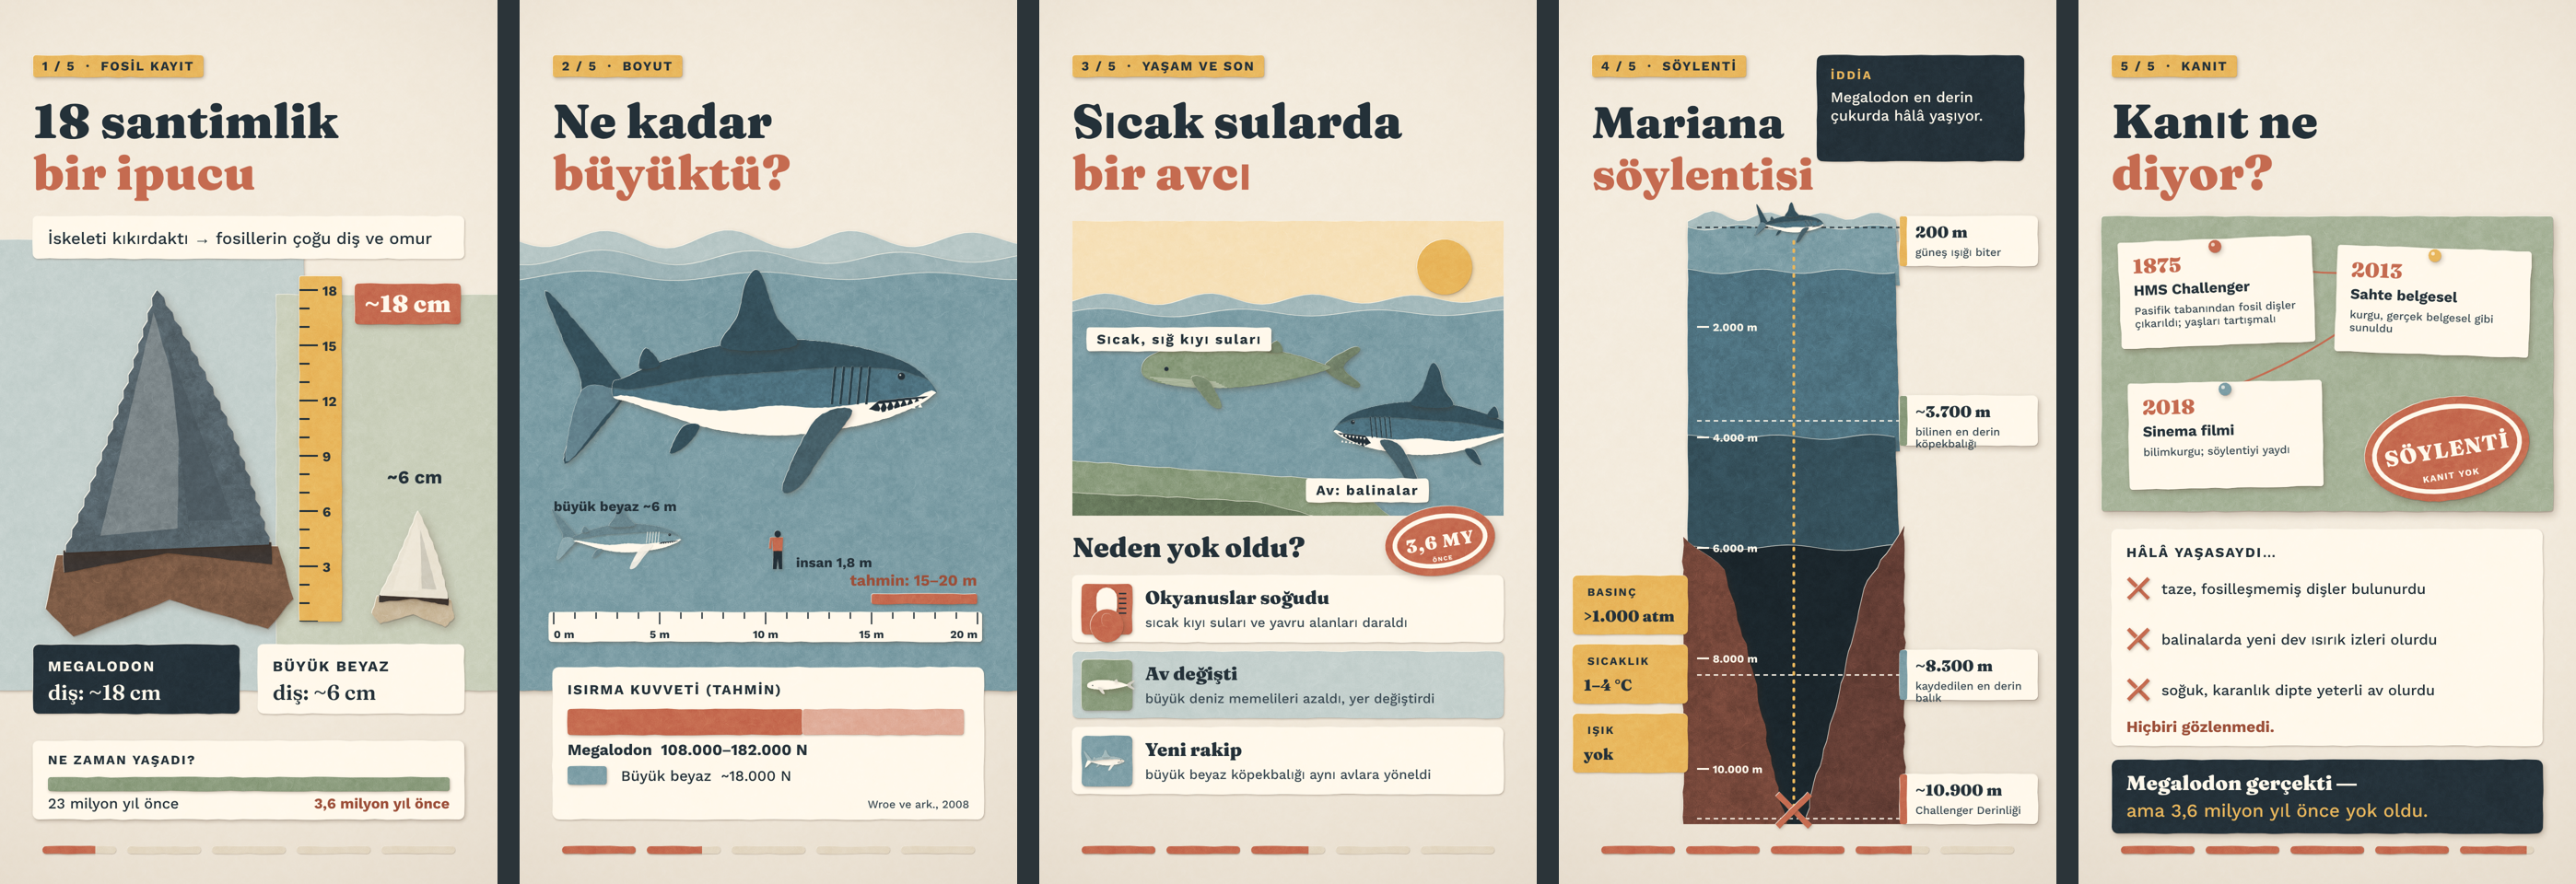 1 / 5 · FOSİL KAYIT
18 santimlik
bir ipucu
İskeleti kıkırdaktı → fosillerin çoğu diş ve omur
18
15
12
9
6
3
~18 cm
~6 cm
MEGALODON
diş: ~18 cm
BÜYÜK BEYAZ
diş: ~6 cm
NE ZAMAN YAŞADI?
23 milyon yıl önce
3,6 milyon yıl önce
2 / 5 · BOYUT
Ne kadar
büyüktü?
büyük beyaz ~6 m
insan 1,8 m
tahmin: 15–20 m
0 m
5 m
10 m
15 m
20 m
ISIRMA KUVVETİ (TAHMİN)
Megalodon 108.000–182.000 N
Büyük beyaz ~18.000 N
Wroe ve ark., 2008
3 / 5 · YAŞAM VE SON
Sıcak sularda
bir avcı
Sıcak, sığ kıyı suları
Av: balinalar
Neden yok oldu?
3,6 MY
ÖNCE
Okyanuslar soğudu
sıcak kıyı suları ve yavru alanları daraldı
Av değişti
büyük deniz memelileri azaldı, yer değiştirdi
Yeni rakip
büyük beyaz köpekbalığı aynı avlara yöneldi
4 / 5 · SÖYLENTİ
Mariana
söylentisi
İDDİA
Megalodon en derin
çukurda hâlâ yaşıyor.
200 m
güneş ışığı biter
2.000 m
~3.700 m
bilinen en derin
köpekbalığı
4.000 m
6.000 m
BASINÇ
>1.000 atm
SICAKLIK
1–4 °C
IŞIK
yok
8.000 m
~8.300 m
kaydedilen en derin
balık
10.000 m
~10.900 m
Challenger Derinliği
5 / 5 · KANIT
Kanıt ne
diyor?
1875
HMS Challenger
Pasifik tabanından fosil dişler
çıkarıldı; yaşları tartışmalı
2013
Sahte belgesel
kurgu, gerçek belgesel gibi
sunuldu
2018
Sinema filmi
bilimkurgu; söylentiyi yaydı
SÖYLENTİ
KANIT YOK
HÂLÂ YAŞASAYDI…
taze, fosilleşmemiş dişler bulunurdu
balinalarda yeni dev ısırık izleri olurdu
soğuk, karanlık dipte yeterli av olurdu
Hiçbiri gözlenmedi.
Megalodon gerçekti —
ama 3,6 milyon yıl önce yok oldu.